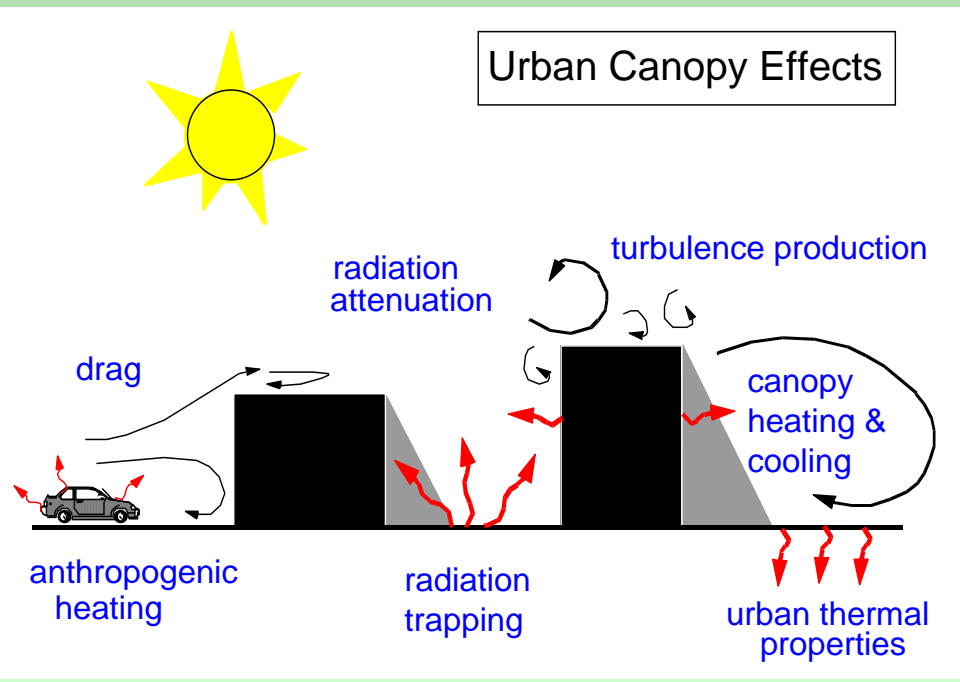 Urban Canopy Effects
turbulence production
radiation
attenuation
drag
canopy
heating &
cooling
anthropogenic
heating
radiation
trapping
urban thermal
properties